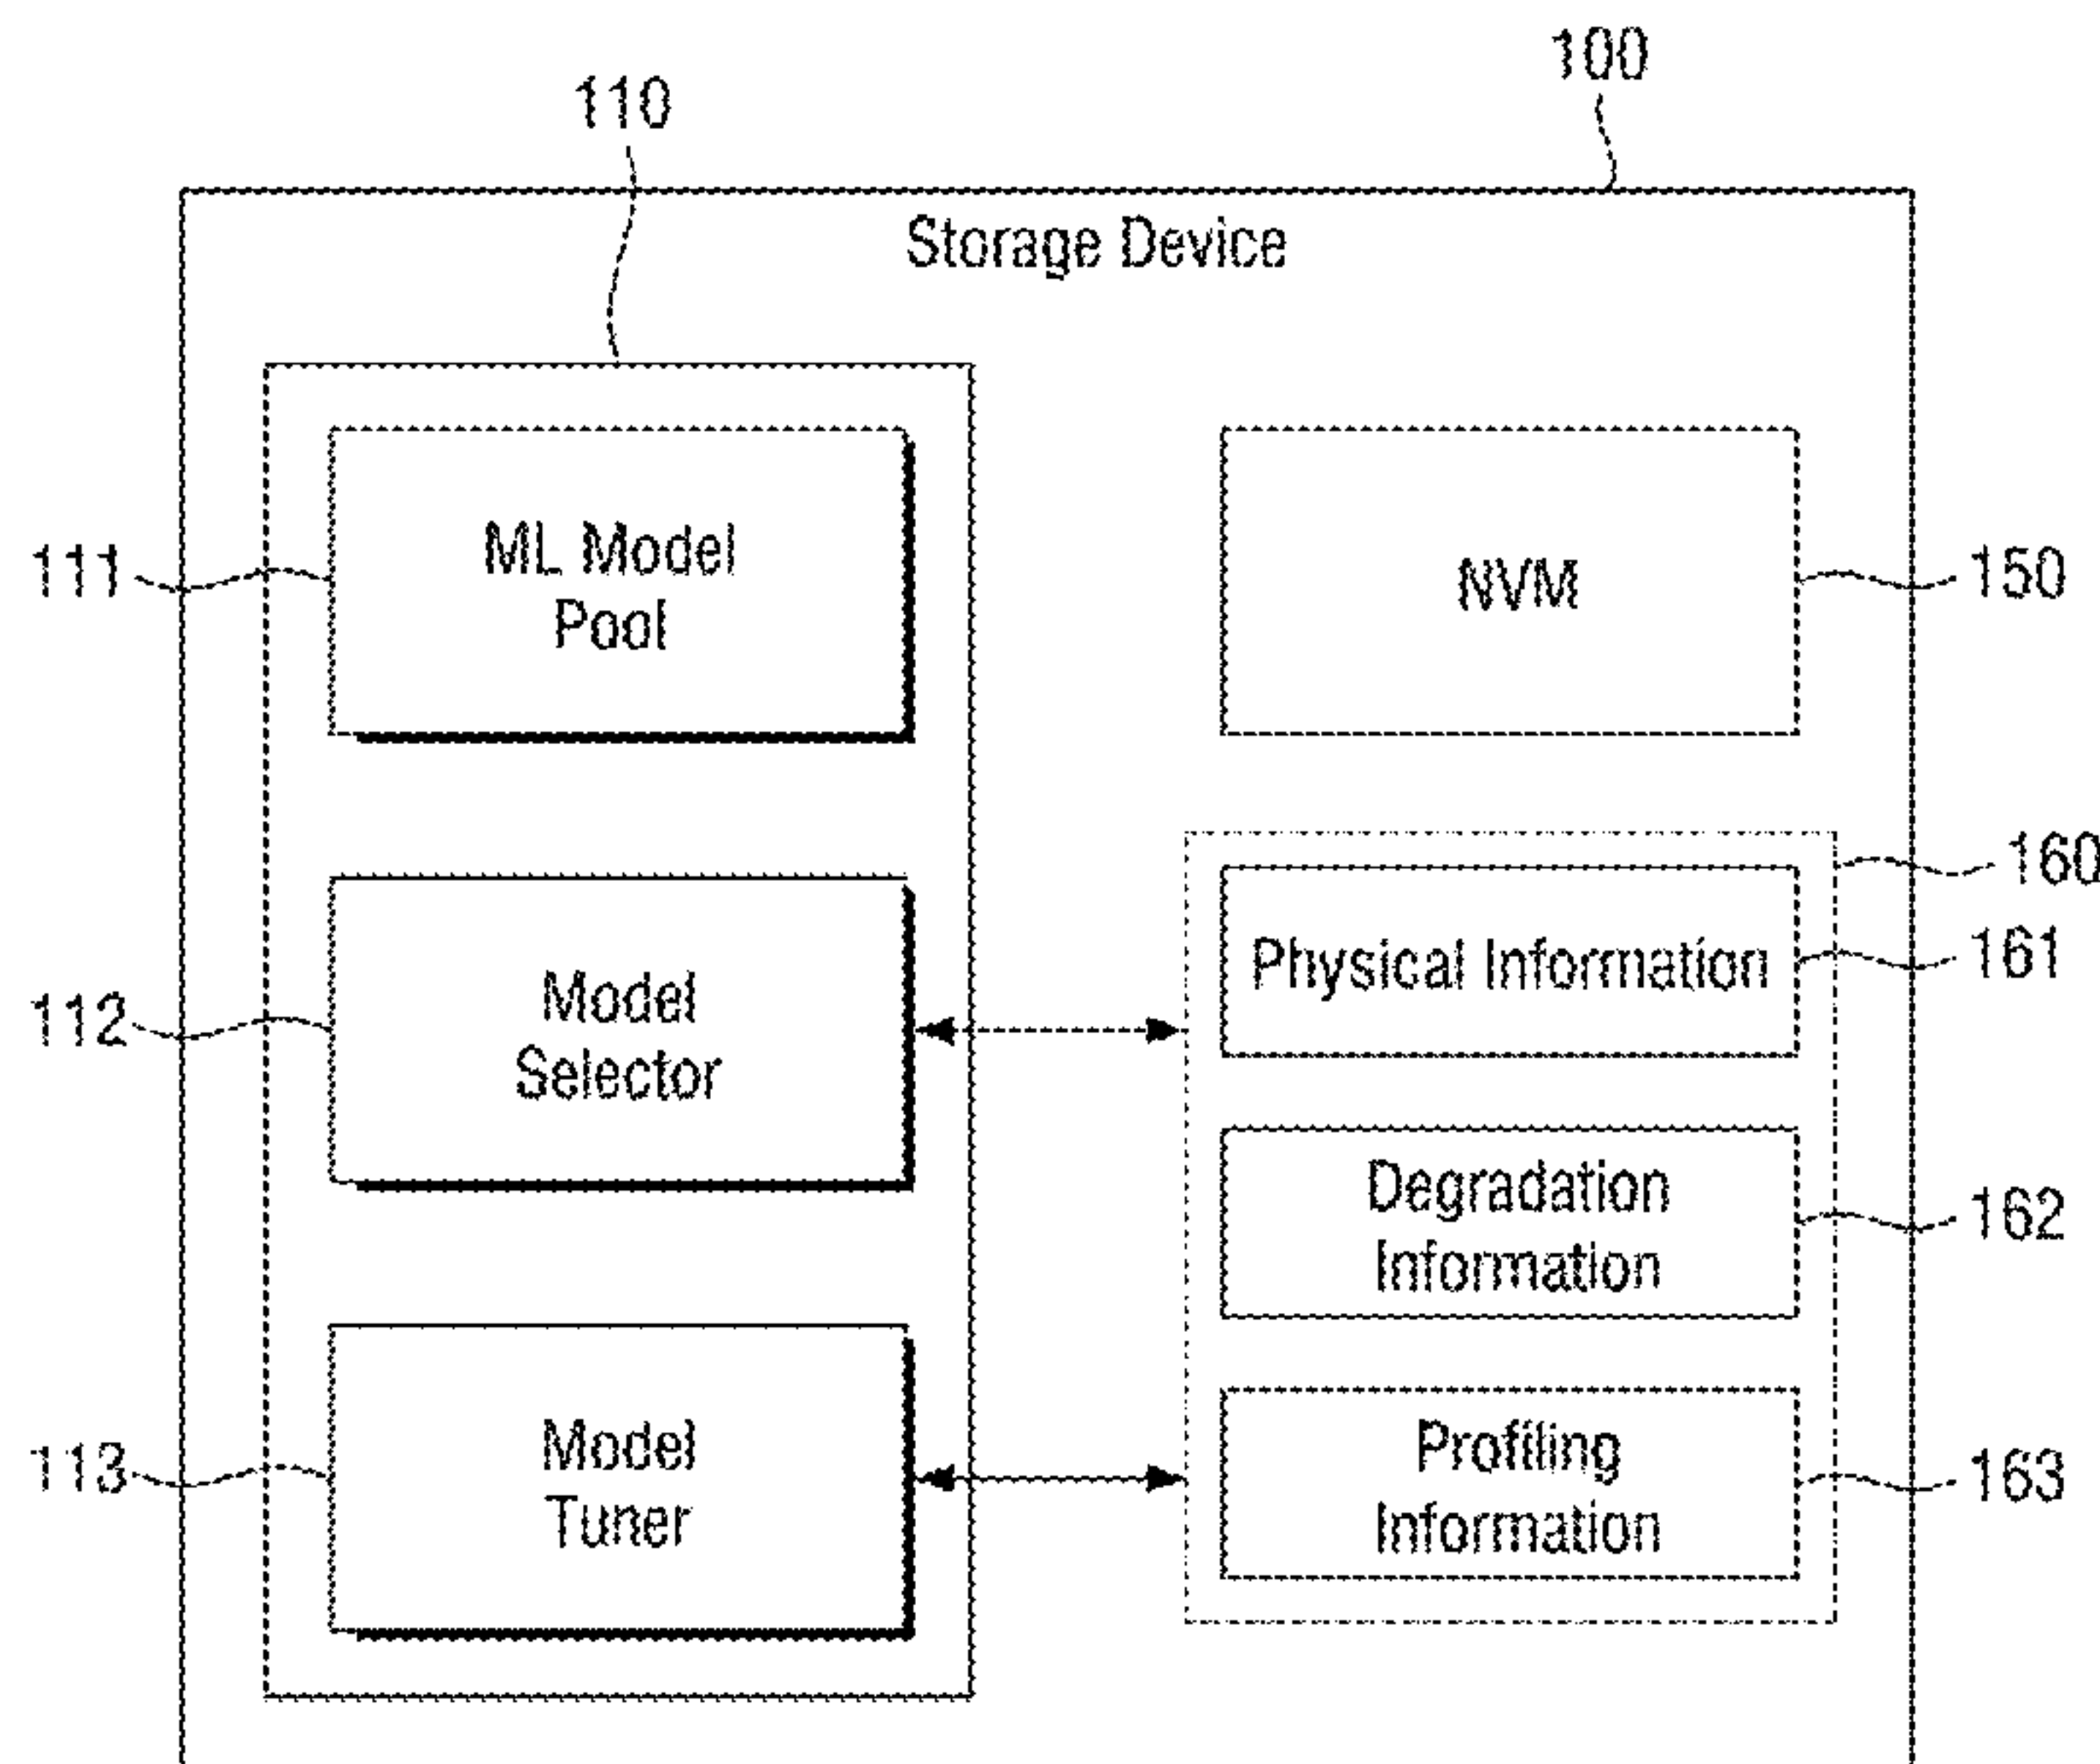 100
110
Storage Device
ML Model
Pool
111
NVM
150
160
Physical Information
161
Model
Selector
112
Degradation
Information
162
Model
Tuner
113
Profiling
Information
163